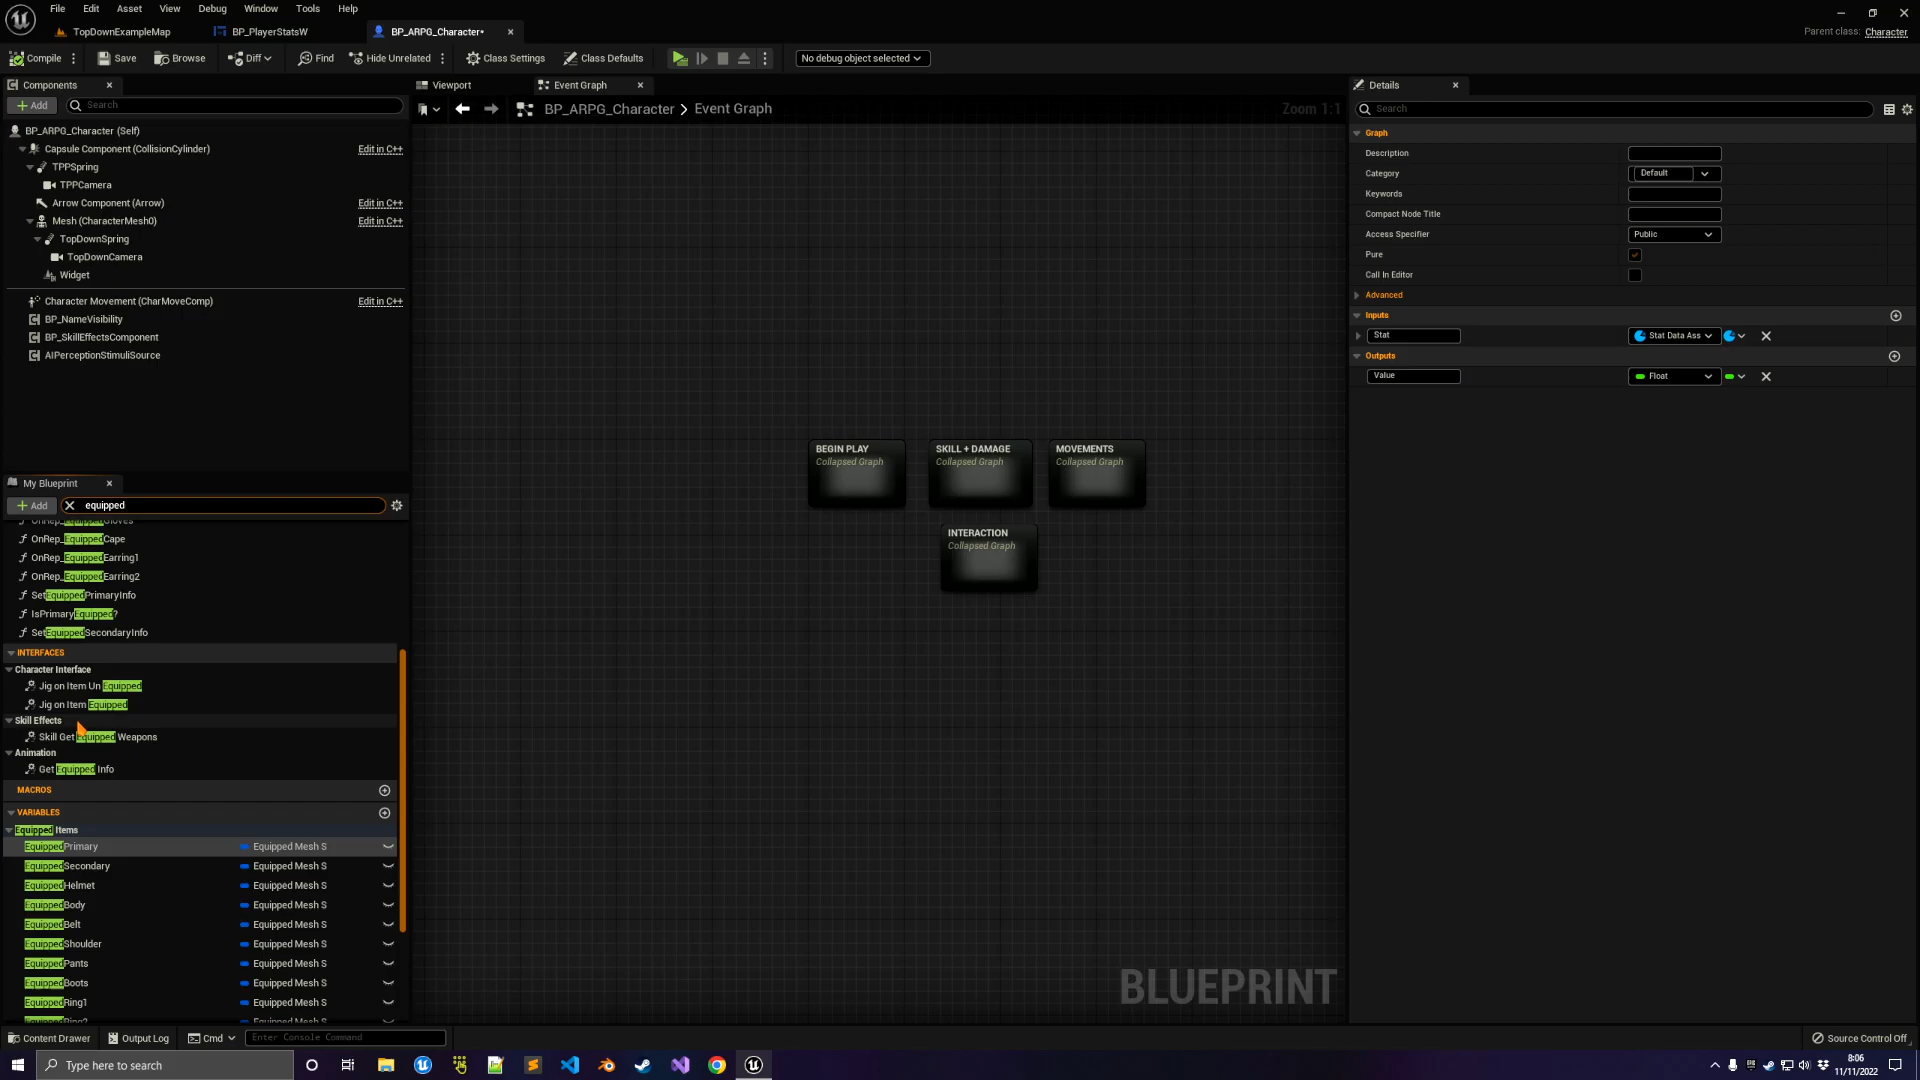 File Edit Asset View Debug Window Tools Help
TopDownExampleMap BP_PlayerStatsW BP_ARPG_Character•
Parent class: Character
Compile Save Browse Diff Find Hide Unrelated Class Settings Class Defaults No debug object selected
Components Viewport Event Graph Details
Add Search
BP_ARPG_Character > Event Graph
Zoom 1:1
Search
BP_ARPG_Character (Self)
Capsule Component (CollisionCylinder) Edit in C++
TPPSpring
TPPCamera
Arrow Component (Arrow) Edit in C++
Mesh (CharacterMesh0) Edit in C++
TopDownSpring
TopDownCamera
Widget
Character Movement (CharMoveComp) Edit in C++
BP_NameVisibility
BP_SkillEffectsComponent
AIPerceptionStimuliSource
My Blueprint
Add equipped
OnRep_EquippedGloves
OnRep_EquippedCape
OnRep_EquippedEarring1
OnRep_EquippedEarring2
SetEquippedPrimaryInfo
IsPrimaryEquipped?
SetEquippedSecondaryInfo
INTERFACES
Character Interface
Jig on Item Un Equipped
Jig on Item Equipped
Skill Effects
Skill Get Equipped Weapons
Animation
Get Equipped Info
MACROS
VARIABLES
Equipped Items
EquippedPrimary Equipped Mesh S
EquippedSecondary Equipped Mesh S
EquippedHelmet Equipped Mesh S
EquippedBody Equipped Mesh S
EquippedBelt Equipped Mesh S
EquippedShoulder Equipped Mesh S
EquippedPants Equipped Mesh S
EquippedBoots Equipped Mesh S
EquippedRing1 Equipped Mesh S
EquippedRing2 Equipped Mesh S
BEGIN PLAY
Collapsed Graph
SKILL + DAMAGE
Collapsed Graph
MOVEMENTS
Collapsed Graph
INTERACTION
Collapsed Graph
BLUEPRINT
Graph
Description
Category Default
Keywords
Compact Node Title
Access Specifier Public
Pure
Call In Editor
Advanced
Inputs
Stat Stat Data Ass
Outputs
Value Float
Content Drawer Output Log Cmd Enter Console Command Source Control Off
Type here to search
8:06
11/11/2022